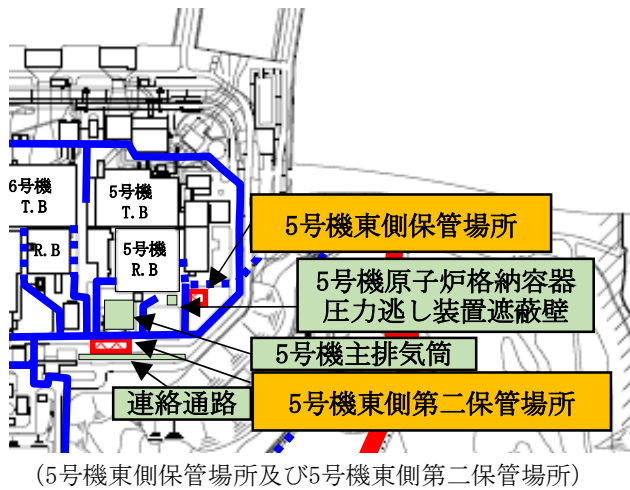 6号機
T.B
5号機
T.B
R.B
5号機
R.B
5号機東側保管場所
5号機原子炉格納容器
圧力逃し装置遮蔽壁
5号機主排気筒
連絡通路
5号機東側第二保管場所
(5号機東側保管場所及び5号機東側第二保管場所)